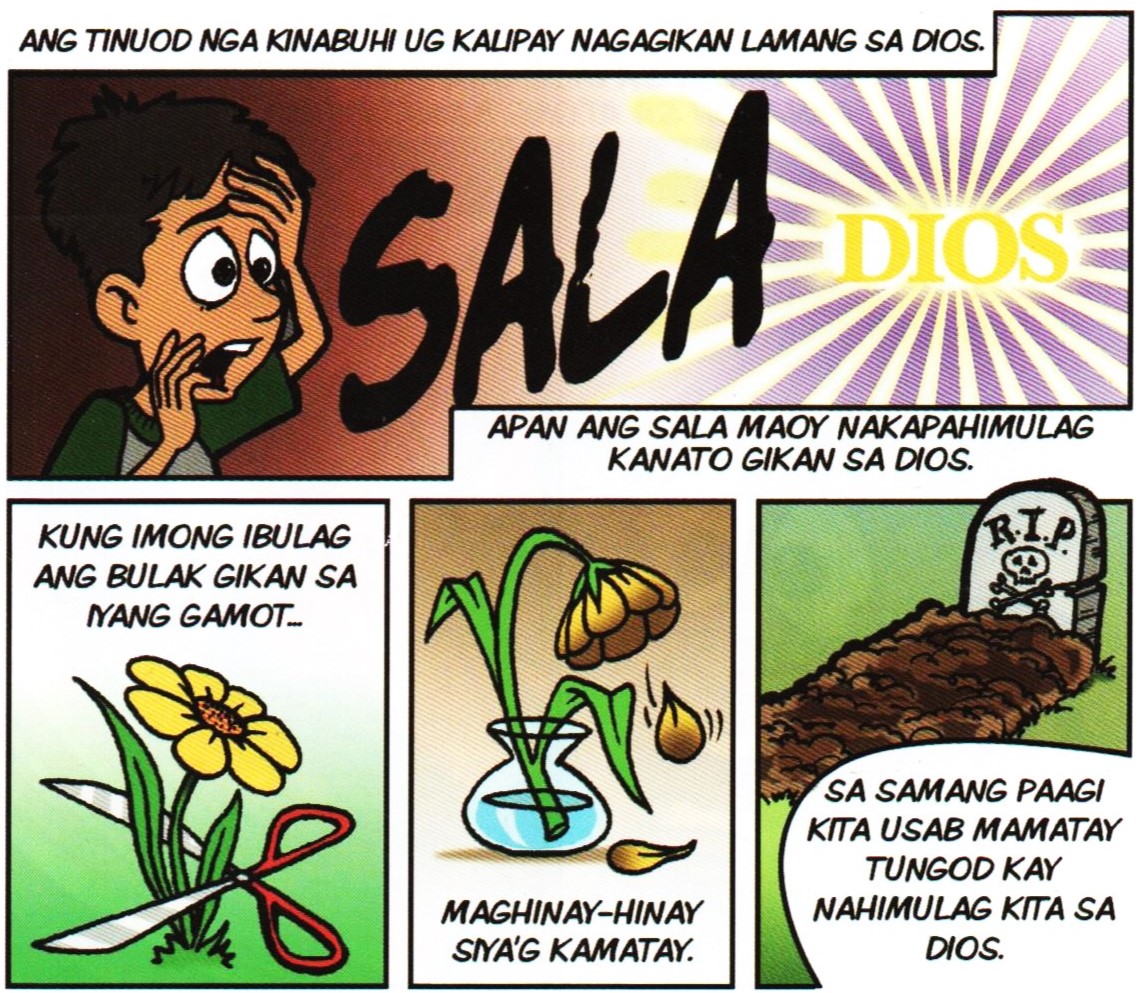 ANG TINUOD NGA KINABUHI UG KALIPAY NAGAGIKAN LAMANG SA DIOS.
SALA
DIOS
APAN ANG SALA MAOY NAKAPAHIMULAG
KANATO GIKAN SA DIOS.
KUNG IMONG IBULAG
ANG BULAK GIKAN SA
IYANG GAMOT...
MAGHINAY-HINAY
SIYA'G KAMATAY.
R.I.P.
SA SAMANG PAAGI
KITA USAB MAMATAY
TUNGOD KAY
NAHIMULAG KITA SA
DIOS.